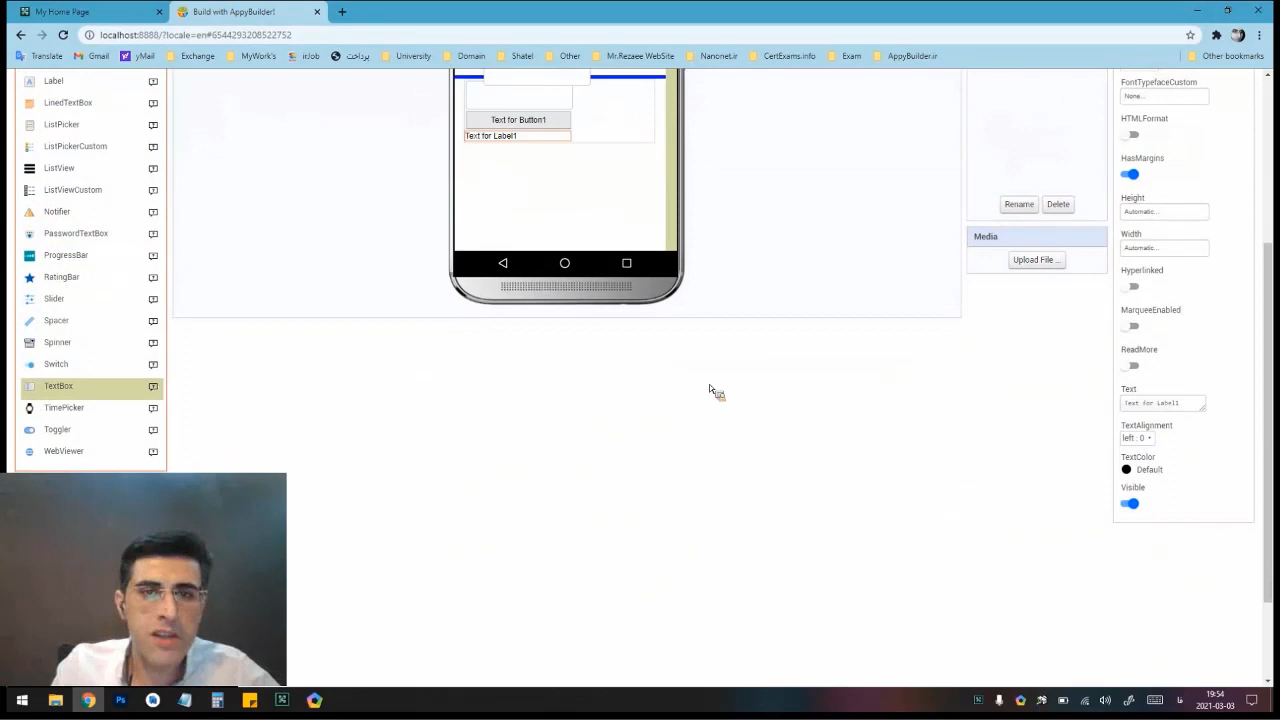 My Home Page
Build with AppyBuilder!
localhost:8888/?locale=en#6544293208522752
Translate
Gmail
yMail
Exchange
MyWork's
irJob
پرداخت
University
Domain
Shatel
Other
Mr.Rezaee WebSite
Nanonet.ir
CertExams.info
Exam
AppyBuilder.ir
Other bookmarks
Label
LinedTextBox
ListPicker
ListPickerCustom
ListView
ListViewCustom
Notifier
PasswordTextBox
ProgressBar
RatingBar
Slider
Spacer
Spinner
Switch
TextBox
TimePicker
Toggler
WebViewer
Text for Button1
Text for Label1
Rename
Delete
Media
Upload File ...
FontTypefaceCustom
None...
HTMLFormat
HasMargins
Height
Automatic...
Width
Automatic...
Hyperlinked
MarqueeEnabled
ReadMore
Text
Text for Label1
TextAlignment
left : 0
TextColor
Default
Visible
فا
19:54
2021-03-03